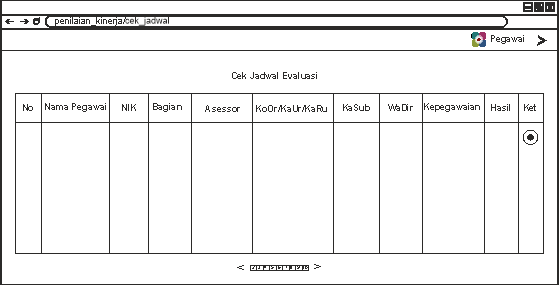 penilaian_kinerja/cek_jadwal
Pegawai
Cek Jadwal Evaluasi
No Nama Pegawai NIK Bagian Asessor KoOr/KaUr/KaRu KaSub WaDir Kepegawaian Hasil Ket